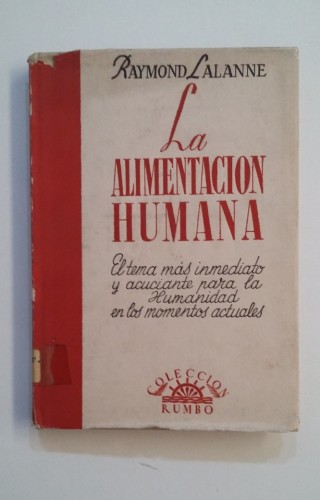 RAYMOND LALANNE
La
ALIMENTACION
HUMANA
El tema más inmediato
y acuciante para la
Humanidad
en los momentos actuales
COLECCION
RUMBO